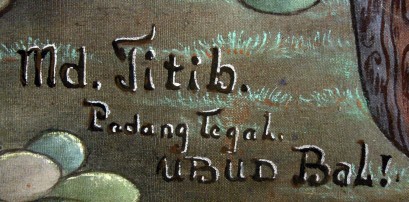 Md. Titib.
Padang Tegal.
UBUD BALI